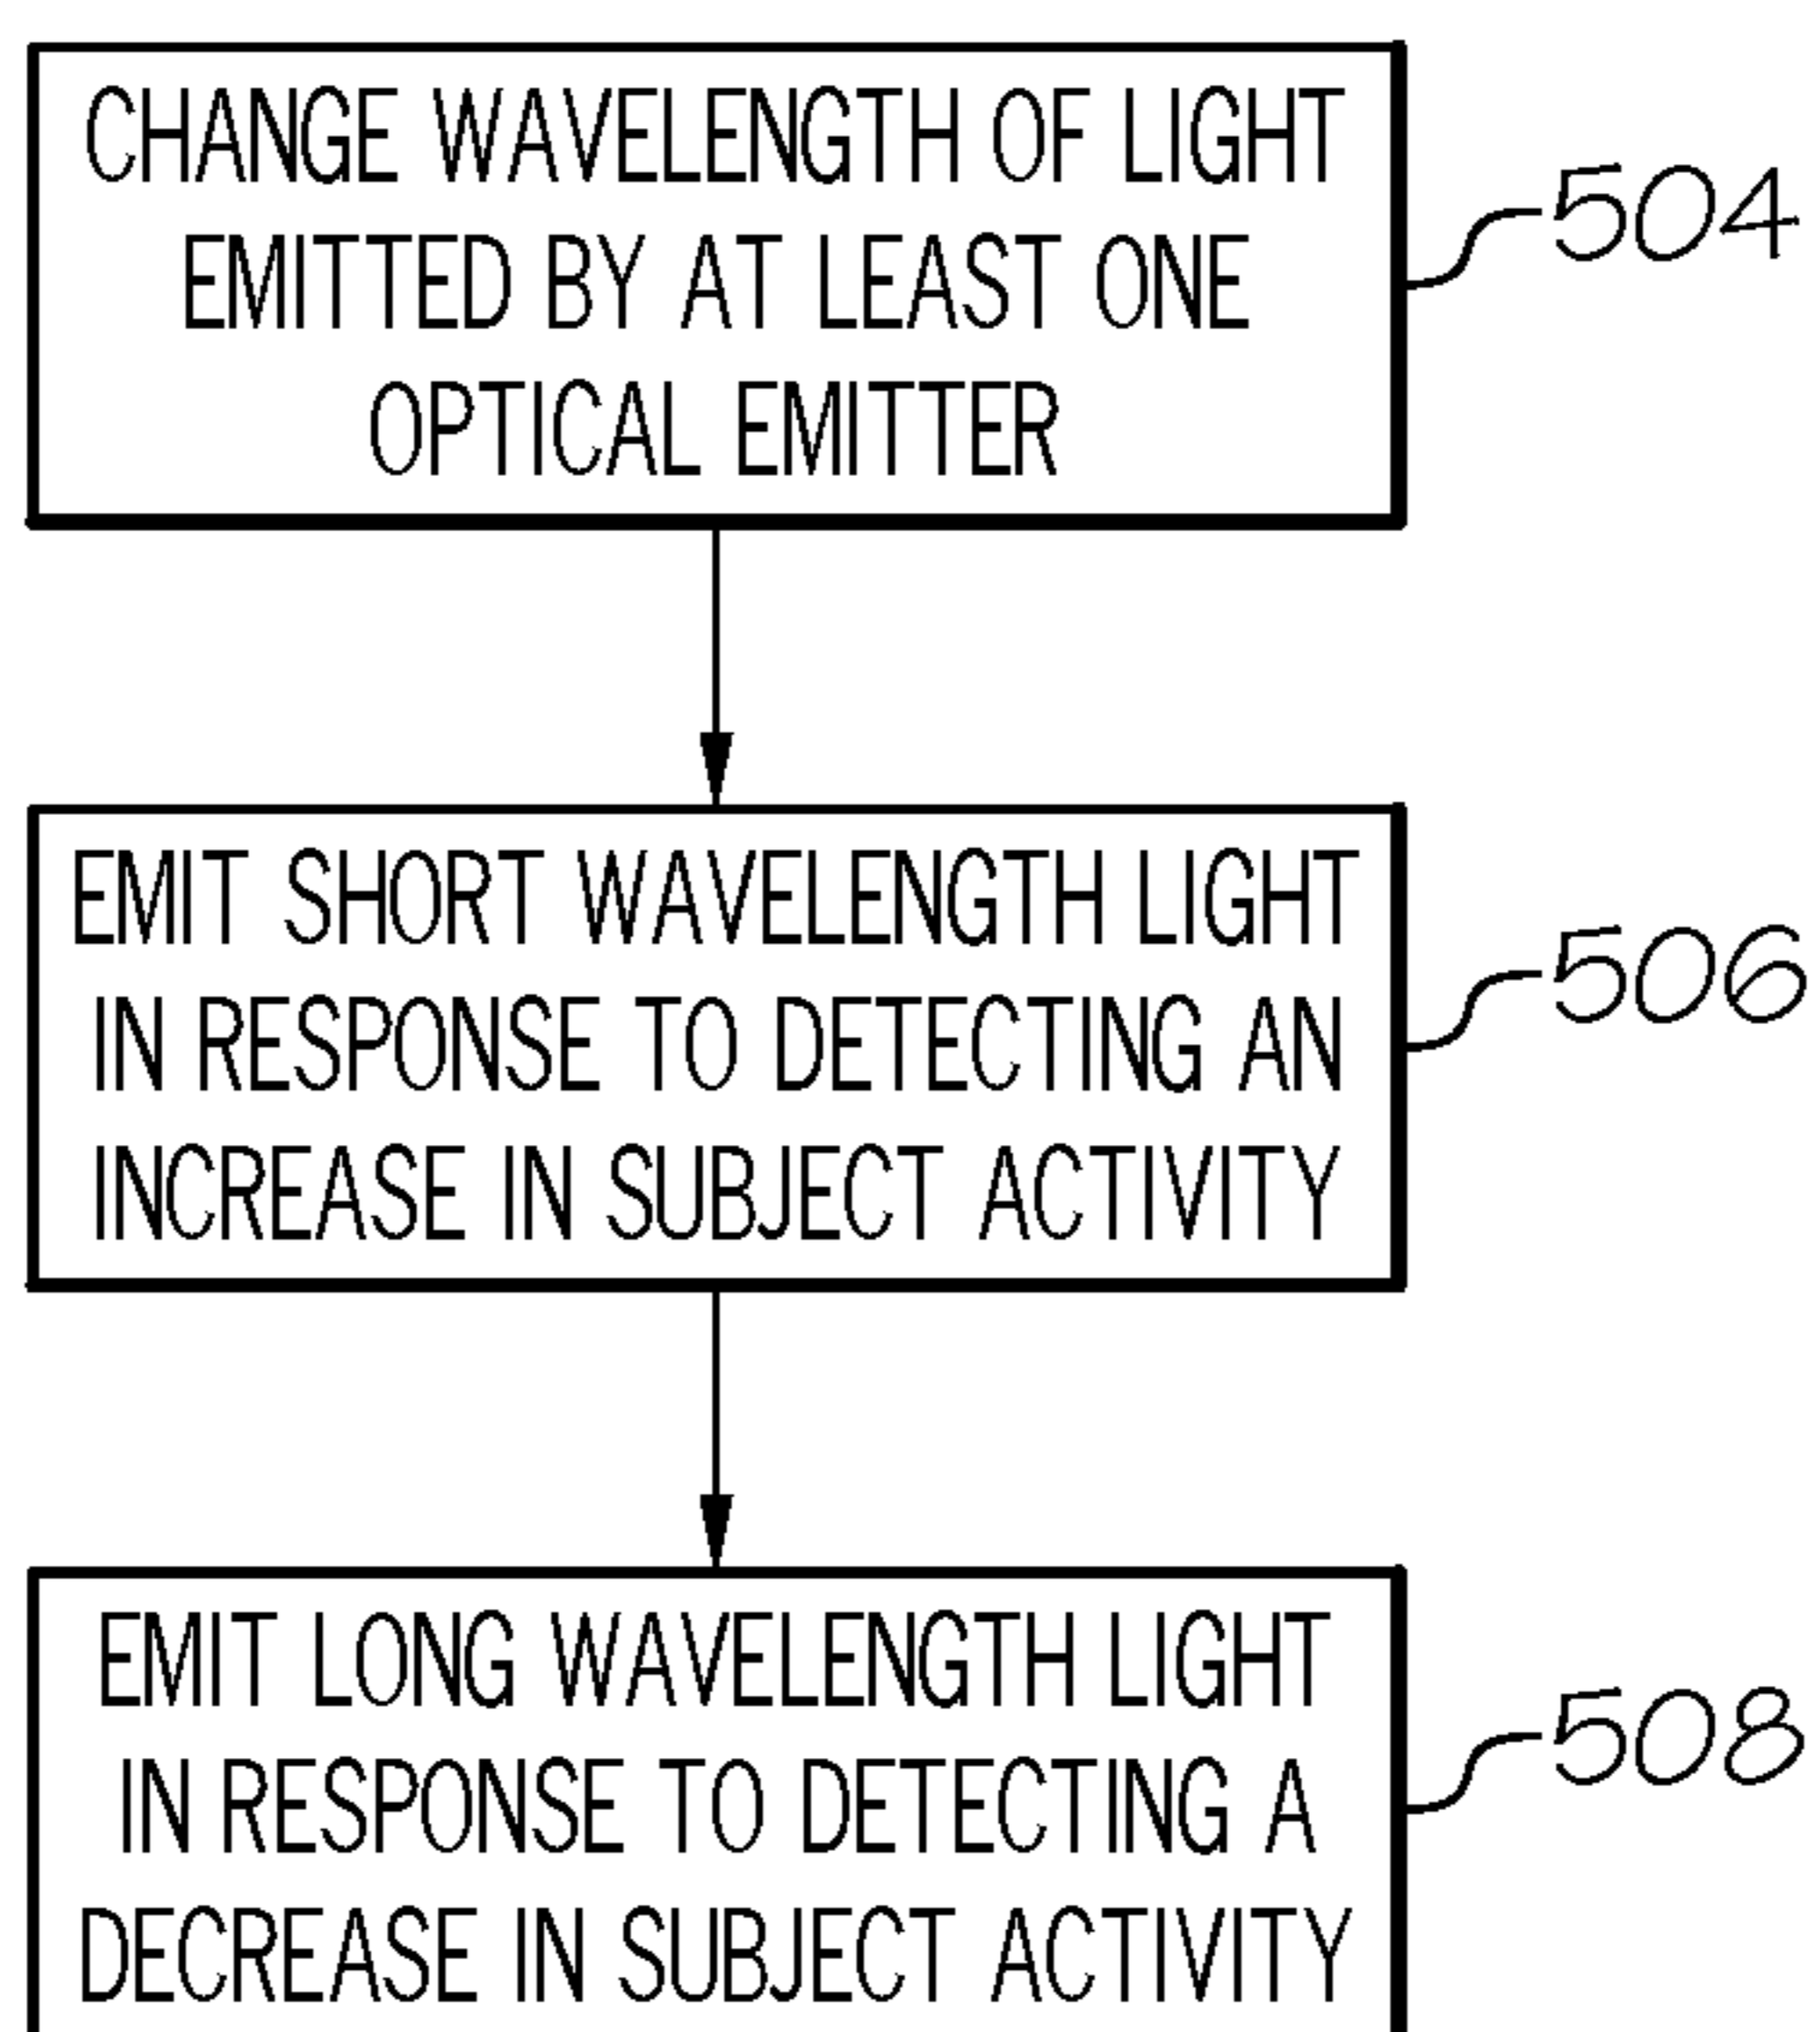 CHANGE WAVELENGTH OF LIGHT
EMITTED BY AT LEAST ONE
OPTICAL EMITTER
504
EMIT SHORT WAVELENGTH LIGHT
IN RESPONSE TO DETECTING AN
INCREASE IN SUBJECT ACTIVITY
506
EMIT LONG WAVELENGTH LIGHT
IN RESPONSE TO DETECTING A
DECREASE IN SUBJECT ACTIVITY
508